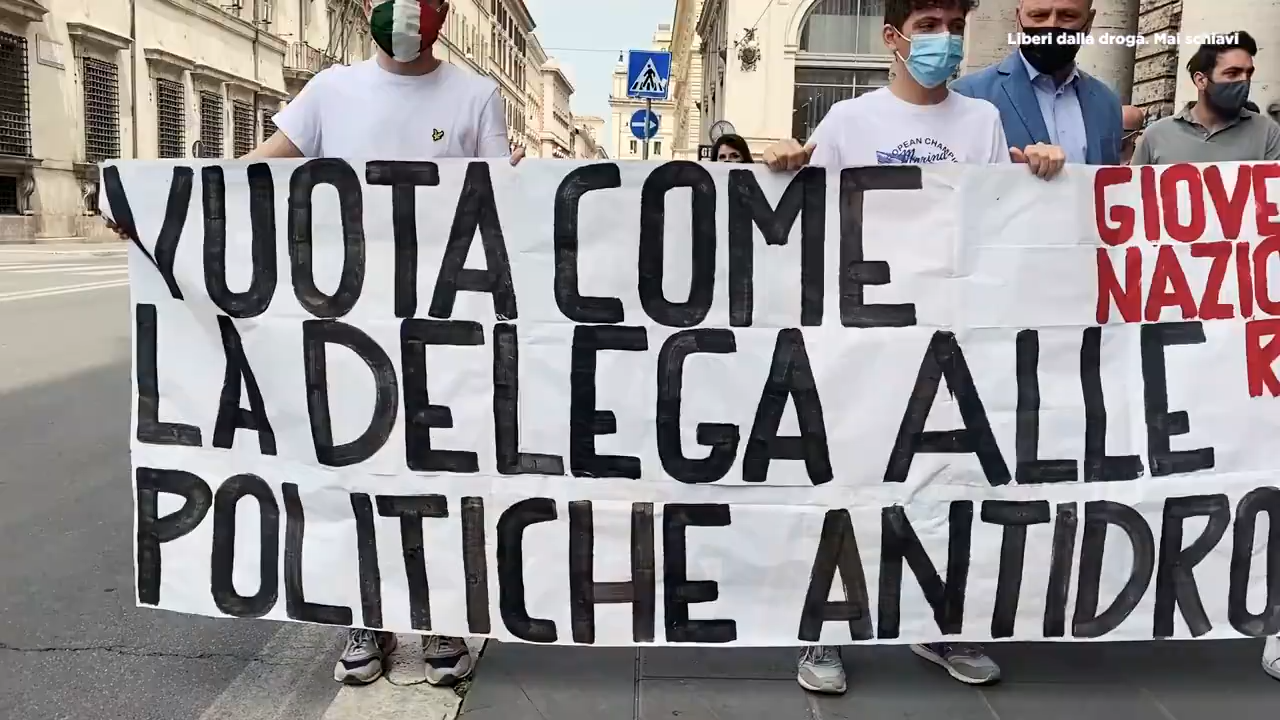 Liberi dalla droga. Mai schiavi
VUOTA COME
LA DELEGA ALLE
POLITICHE ANTIDRO
GIOVE
NAZIO
R